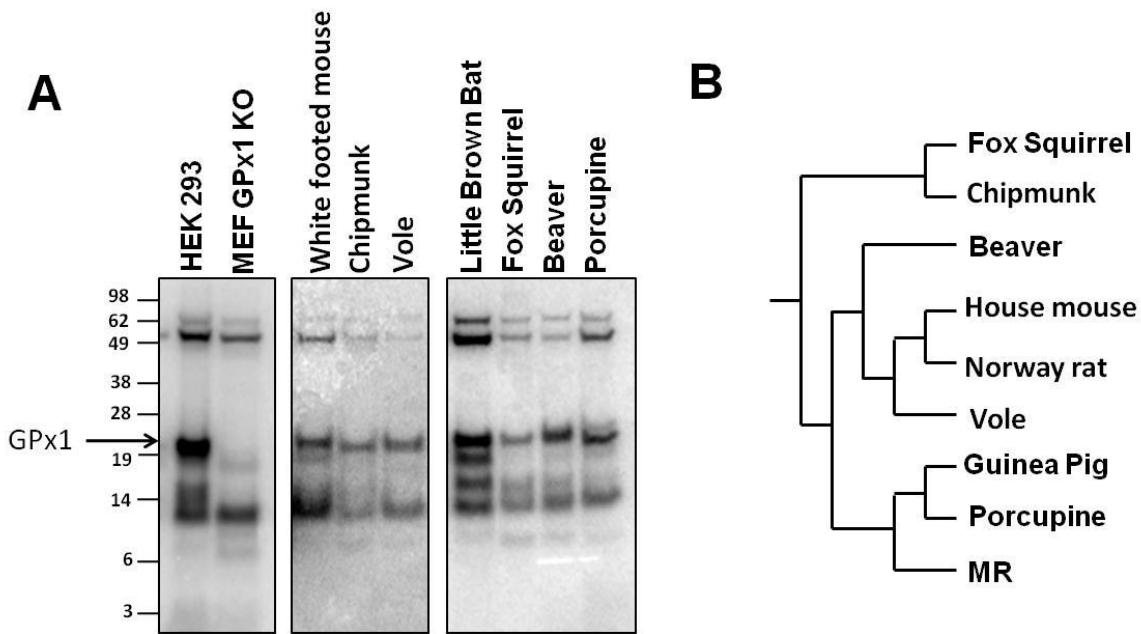 A
HEK 293
MEF GPx1 KO
White footed mouse
Chipmunk
Vole
Little Brown Bat
Fox Squirrel
Beaver
Porcupine
98
62
49
38
28
GPx1
19
14
6
3
B
Fox Squirrel
Chipmunk
Beaver
House mouse
Norway rat
Vole
Guinea Pig
Porcupine
MR